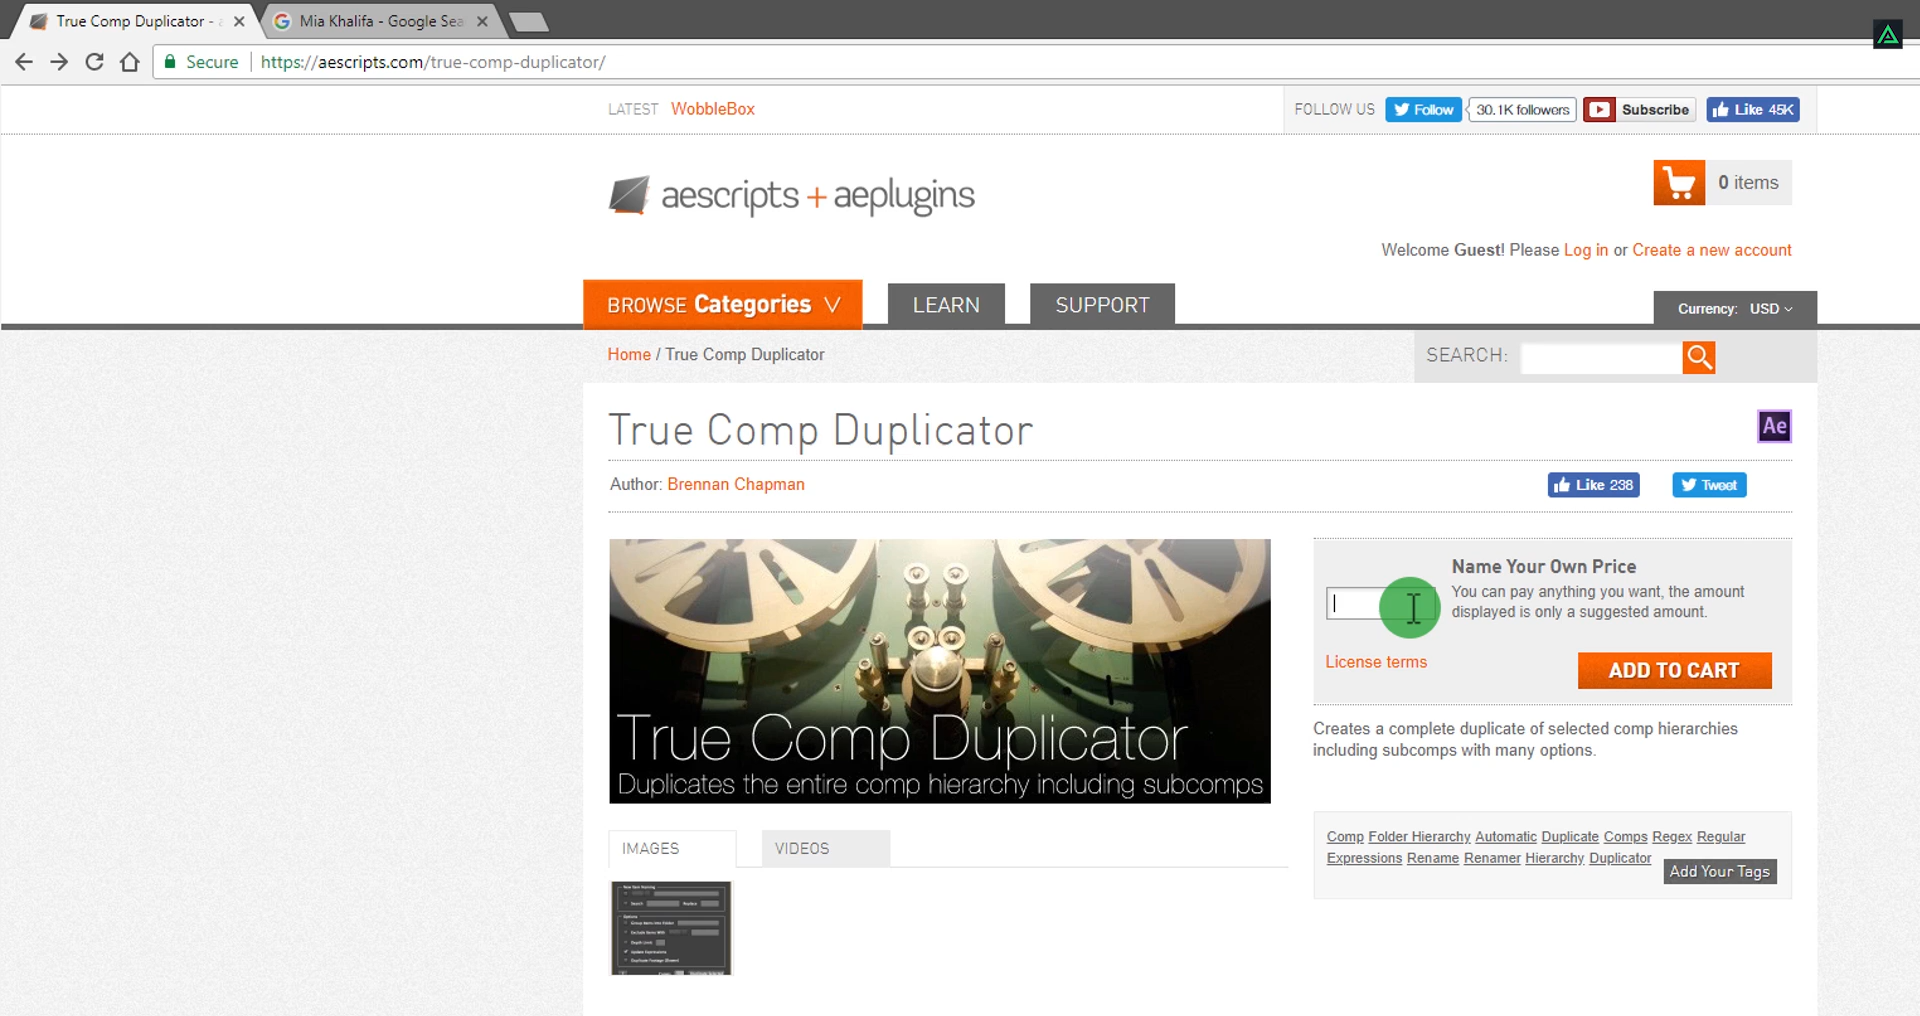 True Comp Duplicator -
Mia Khalifa - Google Sea
Secure
https://aescripts.com/true-comp-duplicator/
LATEST WobbleBox
FOLLOW US
Follow
30.1K followers
Subscribe
Like 45K
aescripts + aeplugins
0 items
Welcome Guest! Please Log in or Create a new account
BROWSE Categories
LEARN
SUPPORT
Currency: USD
Home / True Comp Duplicator
SEARCH:
True Comp Duplicator
Ae
Author: Brennan Chapman
Like 238
Tweet
True Comp Duplicator
Duplicates the entire comp hierarchy including subcomps
Name Your Own Price
You can pay anything you want, the amount
displayed is only a suggested amount.
License terms
ADD TO CART
Creates a complete duplicate of selected comp hierarchies
including subcomps with many options.
IMAGES
VIDEOS
Comp Folder Hierarchy Automatic Duplicate Comps Regex Regular
Expressions Rename Renamer Hierarchy Duplicator
Add Your Tags